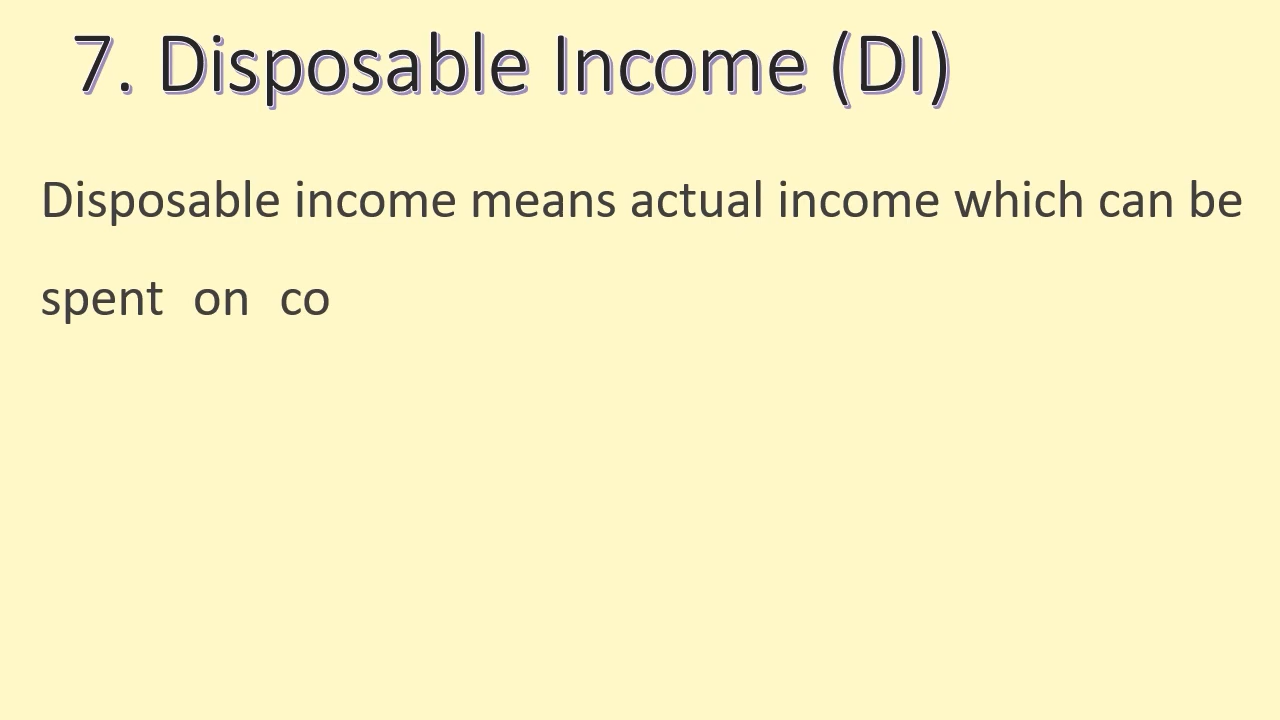 7. Disposable Income (DI)
Disposable income means actual income which can be
spent on co